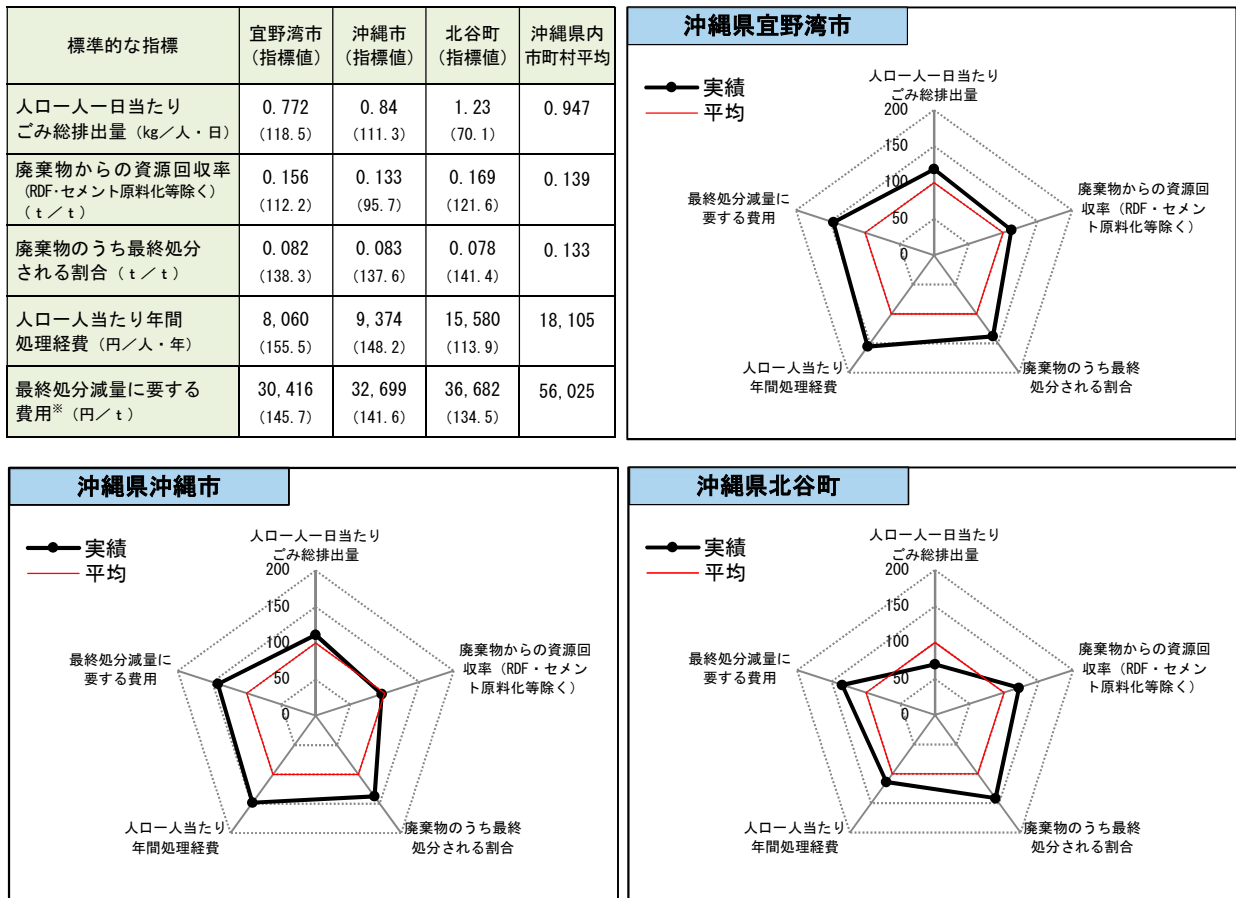 標準的な指標
宜野湾市
(指標値)
沖縄市
(指標値)
北谷町
(指標値)
沖縄県内
市町村平均
人口一人一日当たり
ごみ総排出量(kg/人・日)
0.772
(118.5)
0.84
(111.3)
1.23
(70.1)
0.947
廃棄物からの資源回収率
(RDF・セメント原料化等除く)
(t/t)
0.156
(112.2)
0.133
(95.7)
0.169
(121.6)
0.139
廃棄物のうち最終処分
される割合(t/t)
0.082
(138.3)
0.083
(137.6)
0.078
(141.4)
0.133
人口一人当たり年間
処理経費(円/人・年)
8,060
(155.5)
9,374
(148.2)
15,580
(113.9)
18,105
最終処分減量に要する
費用※(円/t)
30,416
(145.7)
32,699
(141.6)
36,682
(134.5)
56,025
沖縄県宜野湾市
実績
平均
人口一人一日当たり
ごみ総排出量
200
150
100
50
0
廃棄物からの資源回
収率(RDF・セメン
ト原料化等除く)
廃棄物のうち最終
処分される割合
人口一人当たり
年間処理経費
最終処分減量に
要する費用
沖縄県沖縄市
実績
平均
人口一人一日当たり
ごみ総排出量
200
150
100
50
0
廃棄物からの資源回
収率(RDF・セメン
ト原料化等除く)
廃棄物のうち最終
処分される割合
人口一人当たり
年間処理経費
最終処分減量に
要する費用
沖縄県北谷町
実績
平均
人口一人一日当たり
ごみ総排出量
200
150
100
50
0
廃棄物からの資源回
収率(RDF・セメン
ト原料化等除く)
廃棄物のうち最終
処分される割合
人口一人当たり
年間処理経費
最終処分減量に
要する費用